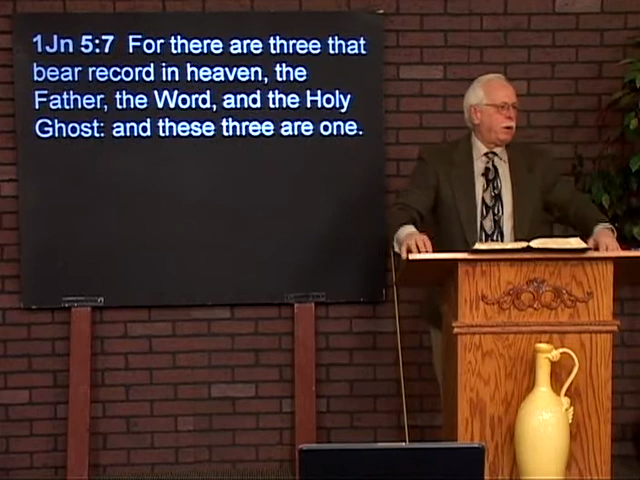 1Jn 5:7 For there are three that
bear record in heaven, the
Father, the Word, and the Holy
Ghost: and these three are one.